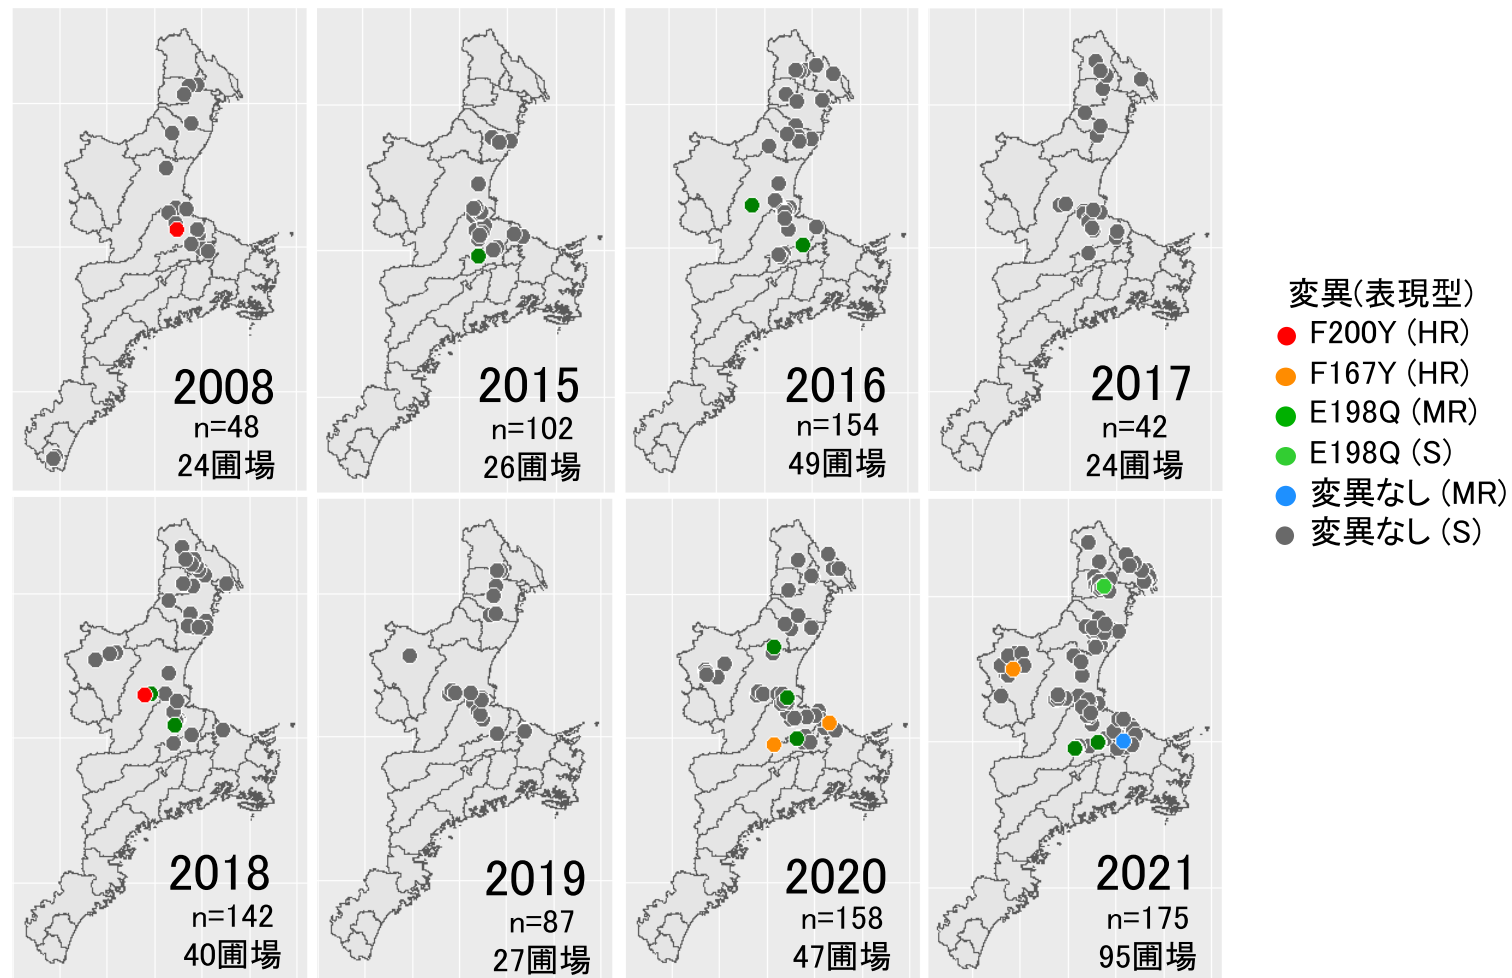 2008
n=48
24圃場
2015
n=102
26圃場
2016
n=154
49圃場
2017
n=42
24圃場
変異(表現型)
F200Y (HR)
F167Y (HR)
E198Q (MR)
E198Q (S)
変異なし (MR)
変異なし (S)
2018
n=142
40圃場
2019
n=87
27圃場
2020
n=158
47圃場
2021
n=175
95圃場